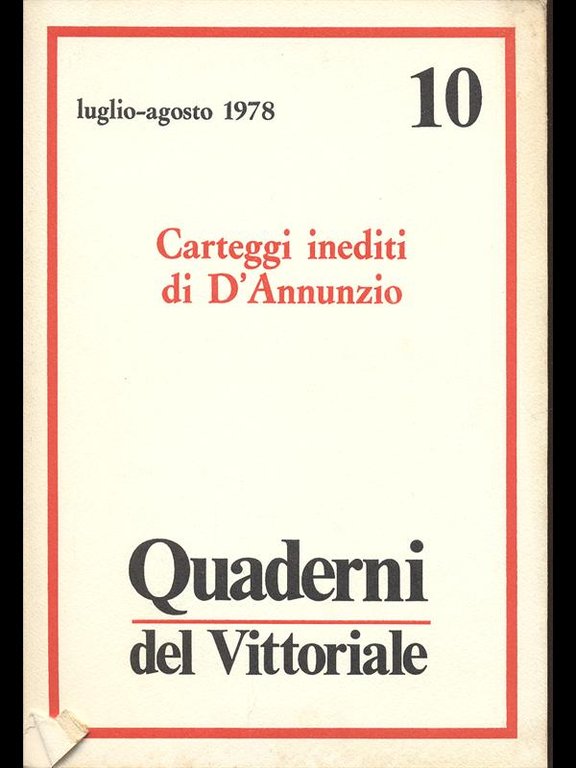 luglio-agosto 1978
10
Carteggi inediti
di D'Annunzio
Quaderni
del Vittoriale